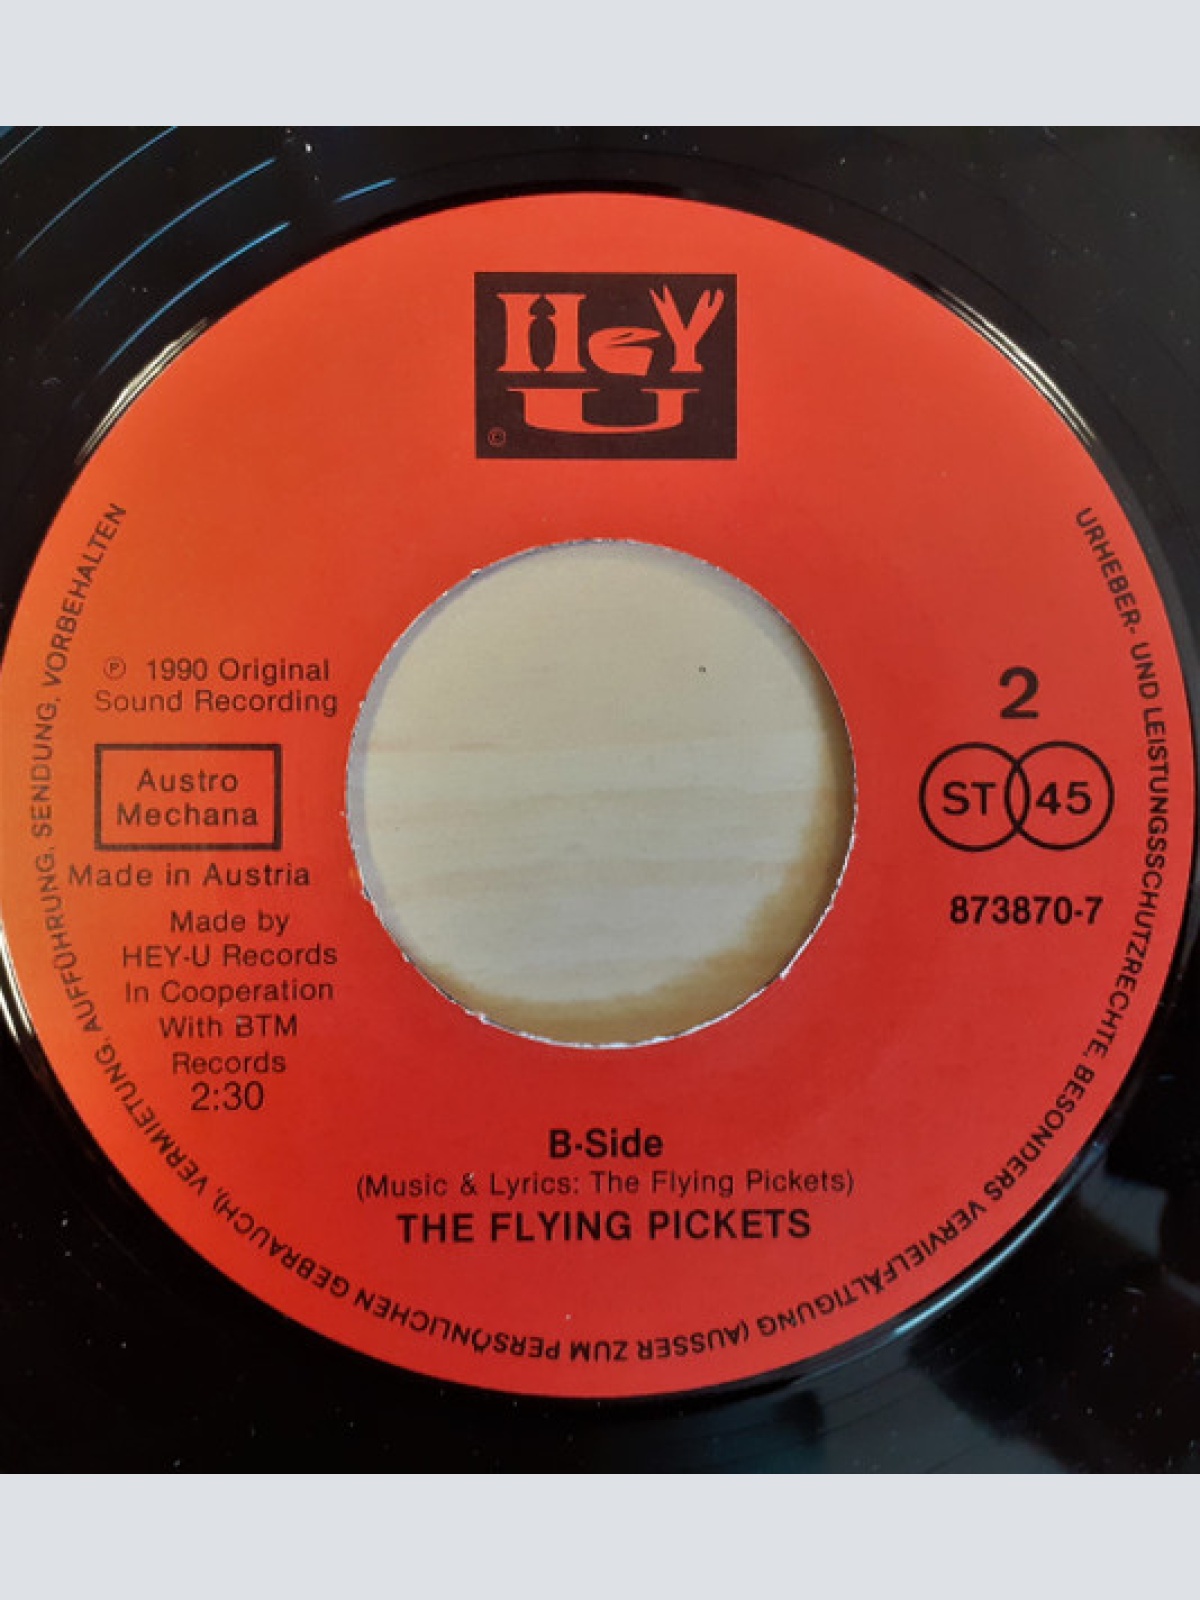 HeY
U
©
℗ 1990 Original
Sound Recording
Austro
Mechana
Made in Austria
Made by
HEY-U Records
In Cooperation
With BTM
Records
2:30
2
ST 45
873870-7
B-Side
(Music & Lyrics: The Flying Pickets)
THE FLYING PICKETS
URHEBER- UND LEISTUNGSSCHUTZRECHTE, BESONDERS VERVIELFÄLTIGUNG (AUSSER ZUM PERSÖNLICHEN GEBRAUCH), VERMIETUNG, AUFFÜHRUNG, SENDUNG, VORBEHALTEN